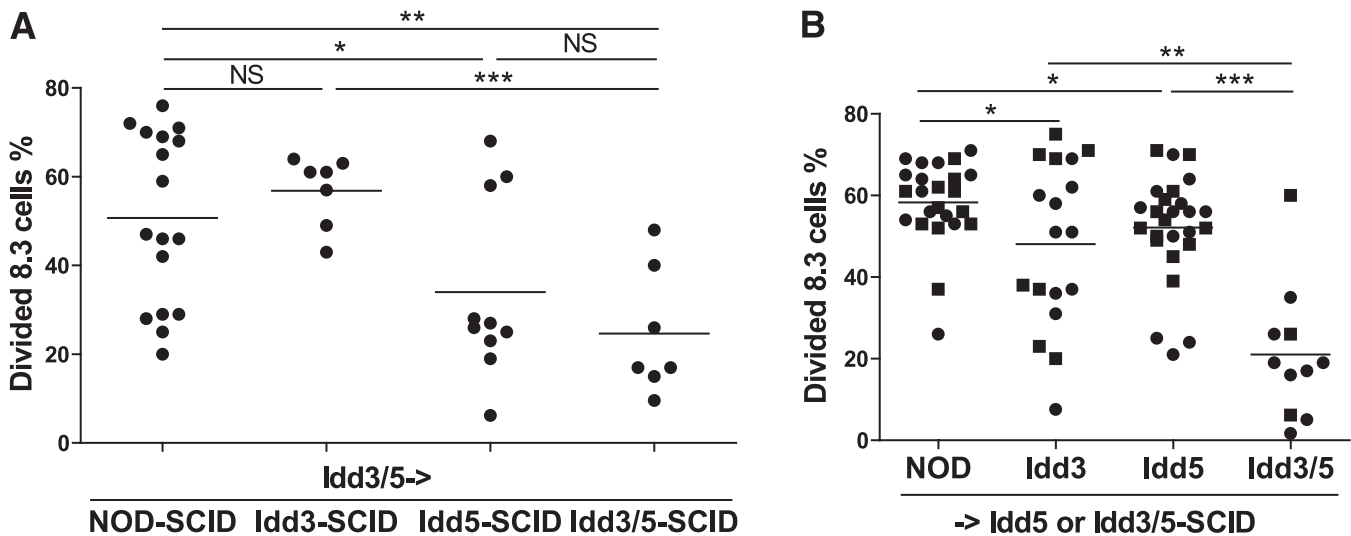 A
**
*
NS
NS
***
Divided 8.3 cells %
80
60
40
20
0
Idd3/5->
NOD-SCID Idd3-SCID Idd5-SCID Idd3/5-SCID
B
**
*
***
*
Divided 8.3 cells %
80
60
40
20
0
NOD Idd3 Idd5 Idd3/5
-> Idd5 or Idd3/5-SCID